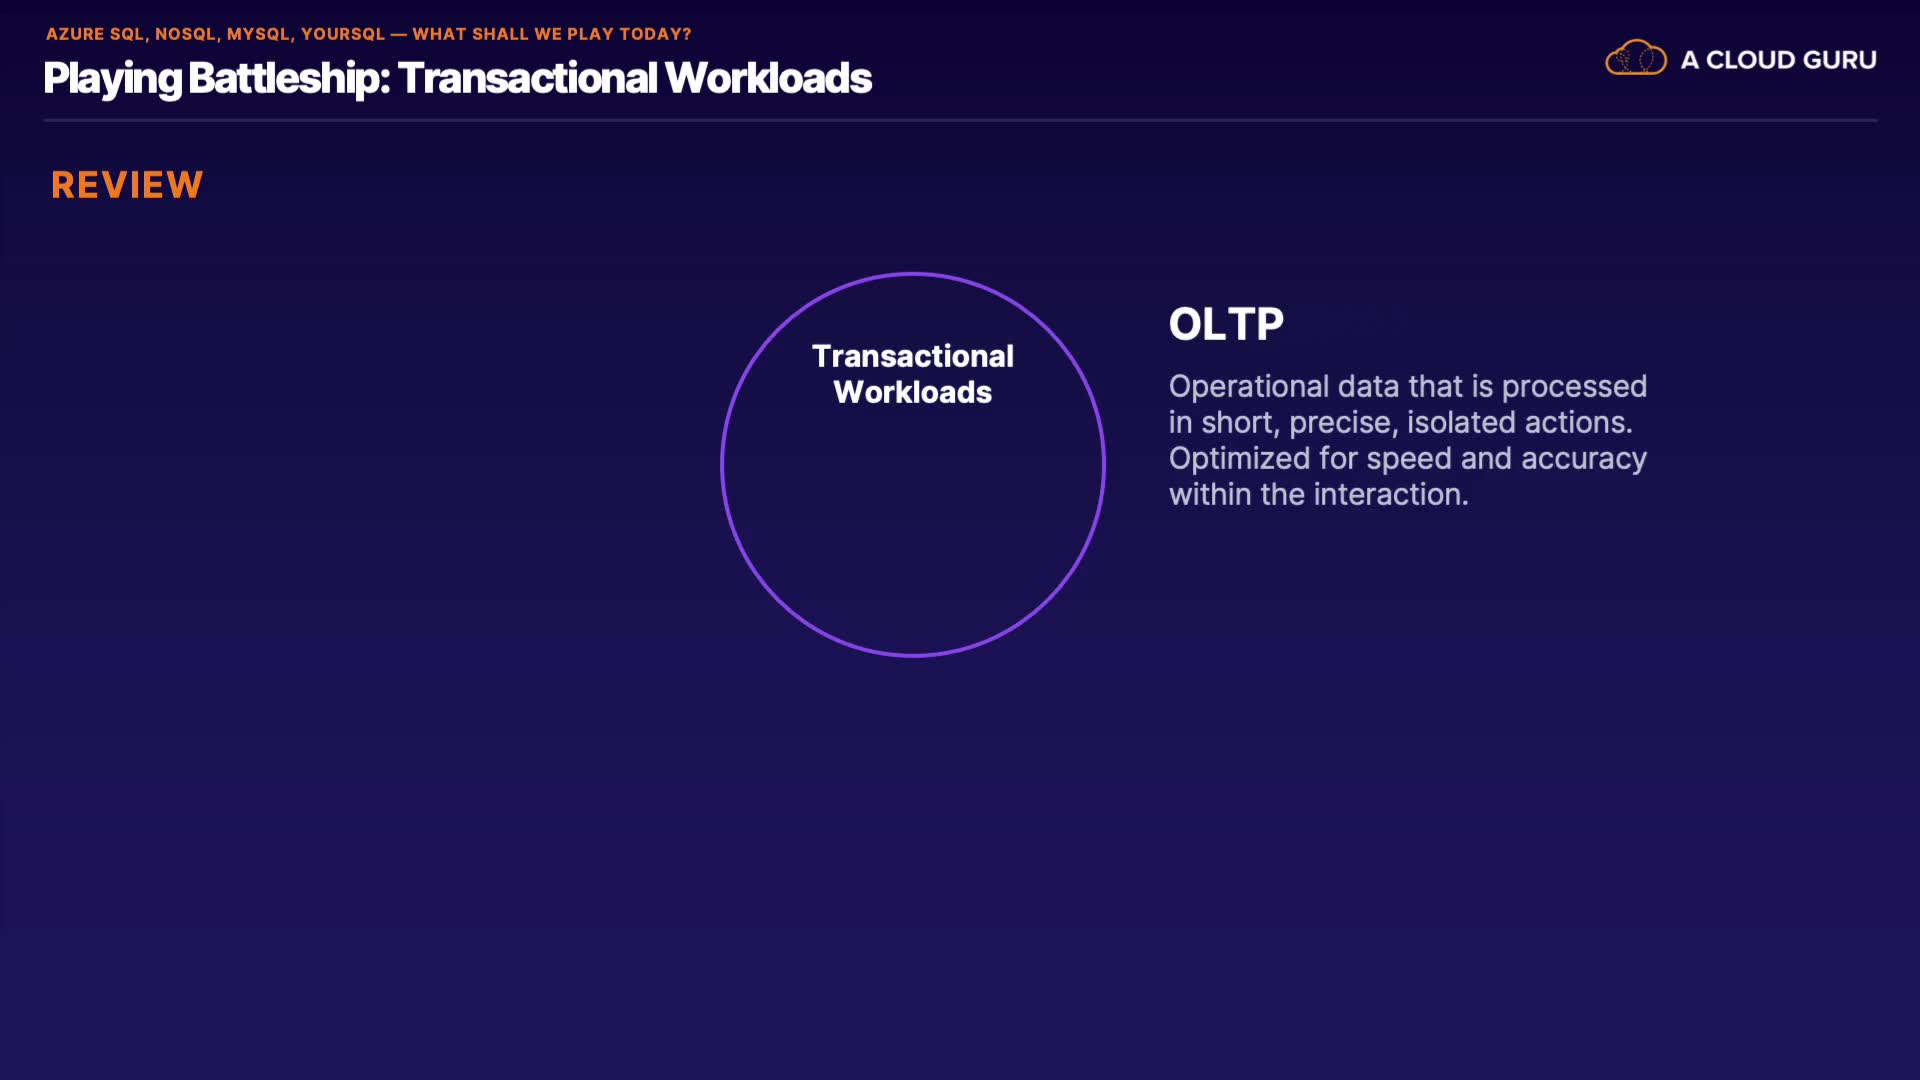 AZURE SQL, NOSQL, MYSQL, YOURSQL — WHAT SHALL WE PLAY TODAY?
Playing Battleship: Transactional Workloads
A CLOUD GURU
REVIEW
Transactional
Workloads
OLTP
Operational data that is processed
in short, precise, isolated actions.
Optimized for speed and accuracy
within the interaction.